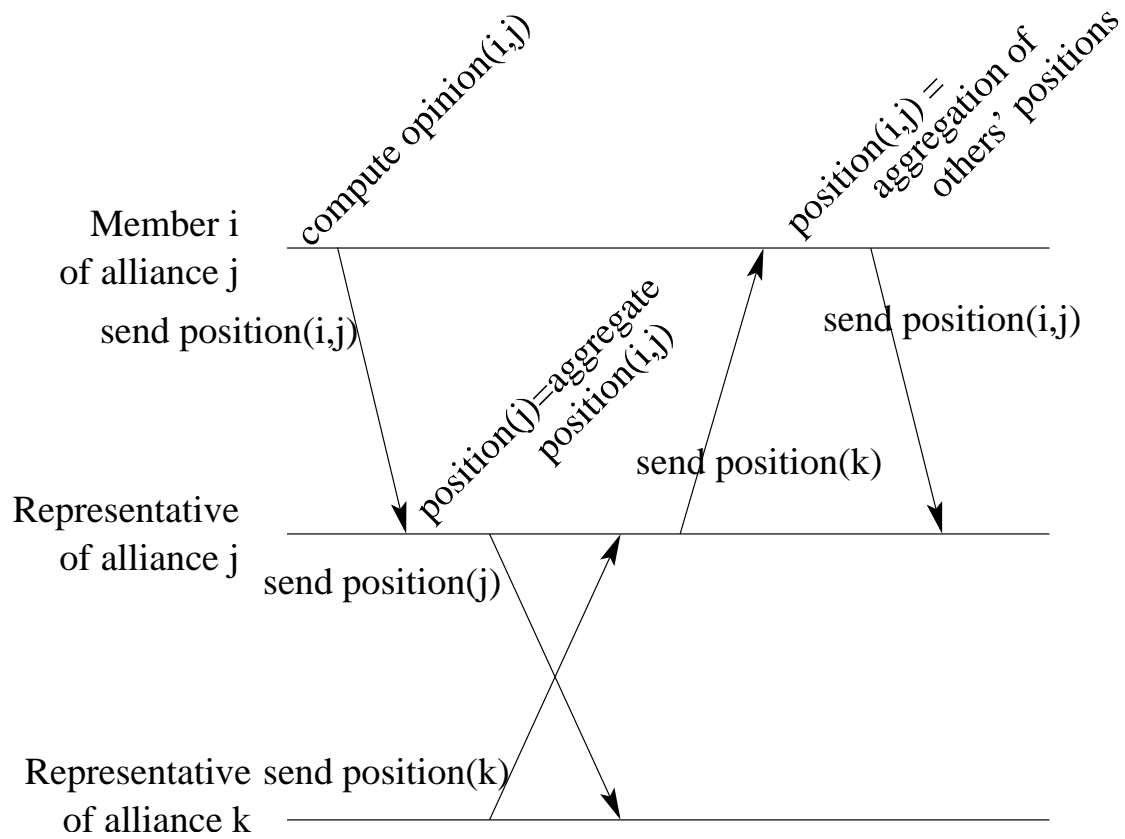 compute opinion(i,j)
position(i,j) =
aggregation of
others' positions
Member i
of alliance j
send position(i,j)
position(j)=aggregate
position(i,j)
send position(i,j)
send position(k)
Representative
of alliance j
send position(j)
Representative
of alliance k
send position(k)